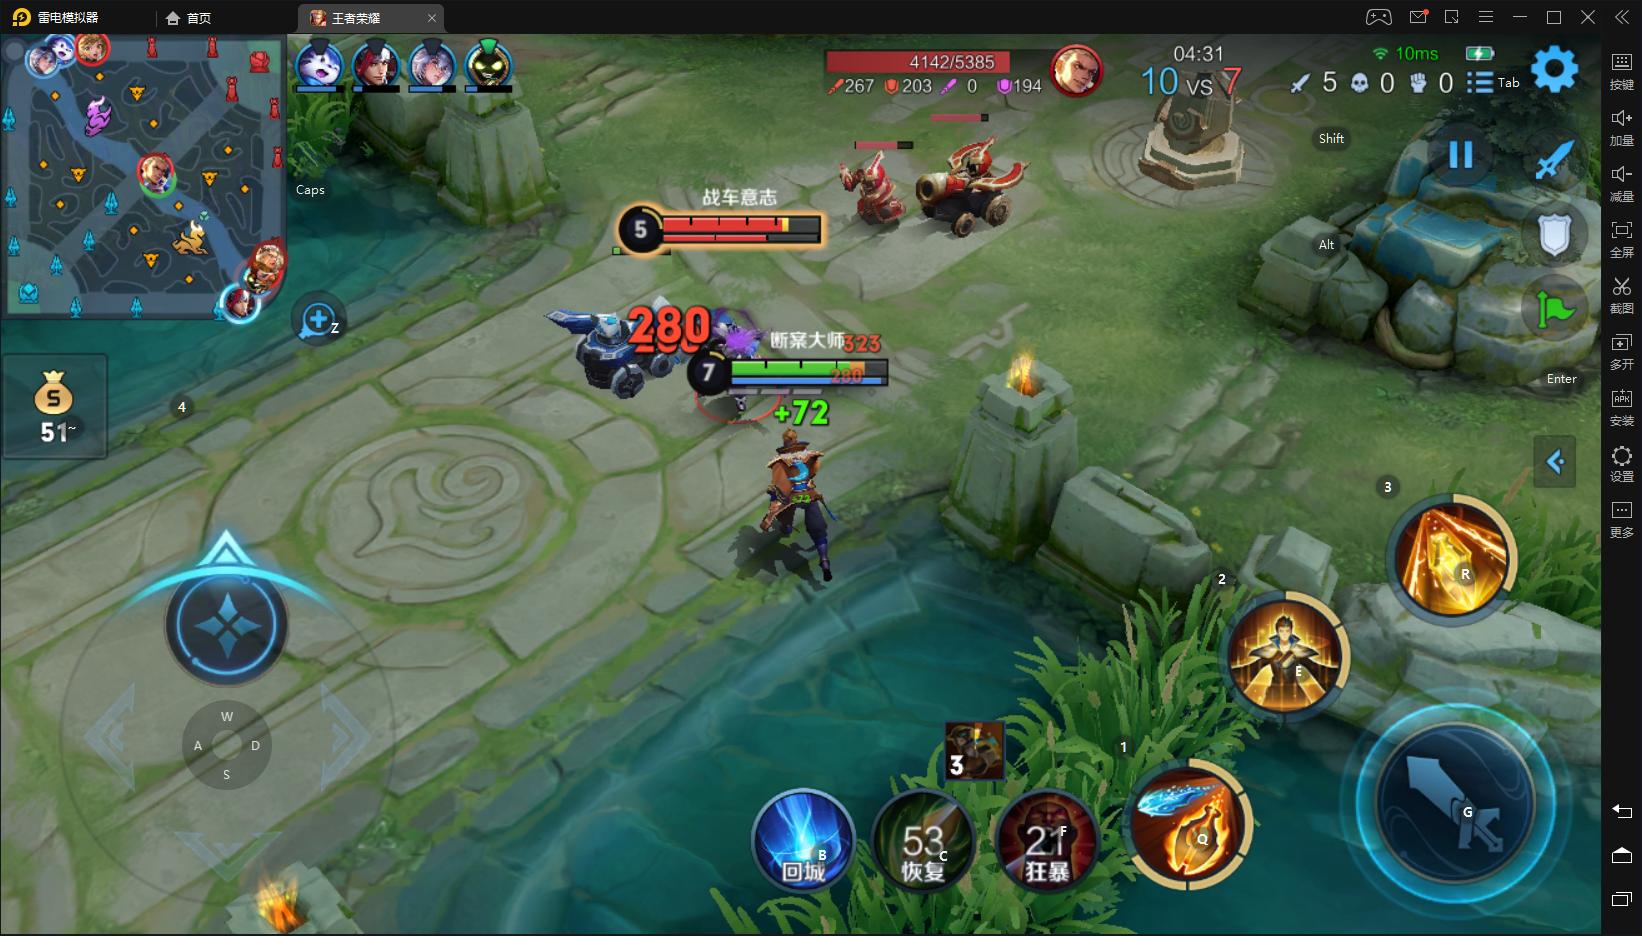 雷电模拟器
首页
王者荣耀
4142/5385
267 203 0 194
04:31
10 VS 7
10ms
5 0 0
Tab
Shift
Caps
战车意志
5
Alt
Z
280
断案大师
323
7
280
+72
Enter
S
51
4
+72
3
R
2
E
W
A D
S
1
3
Q
G
回城 B
53 恢复 C
21 狂暴 F
按键
加量
减量
全屏
截图
多开
APK
安装
设置
更多